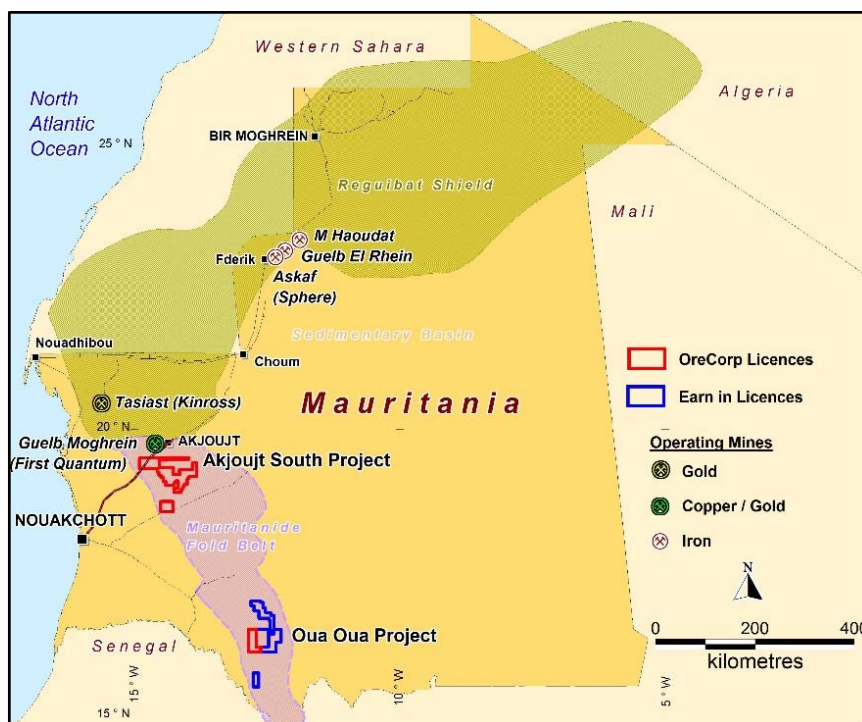 Western Sahara
North
Atlantic
Ocean
Algeria
BIR MOGHREIN
25 ° N
Reguibat Shield
Mali
M Haoudat
Fderik
Guelb El Rhein
Askaf
(Sphere)
Sedimentary Basin
Nouadhibou
Choum
OreCorp Licences
Earn in Licences
Mauritania
Tasiast (Kinross)
20 ° N
Guelb Moghrein
(First Quantum)
AKJOUJT
Akjoujt South Project
Operating Mines
Gold
Copper / Gold
Iron
NOUAKCHOTT
Mauritanide
Fold Belt
N
Oua Oua Project
Senegal
0 200 400
kilometres
15 ° W
10 ° W
5 ° W
15 ° N